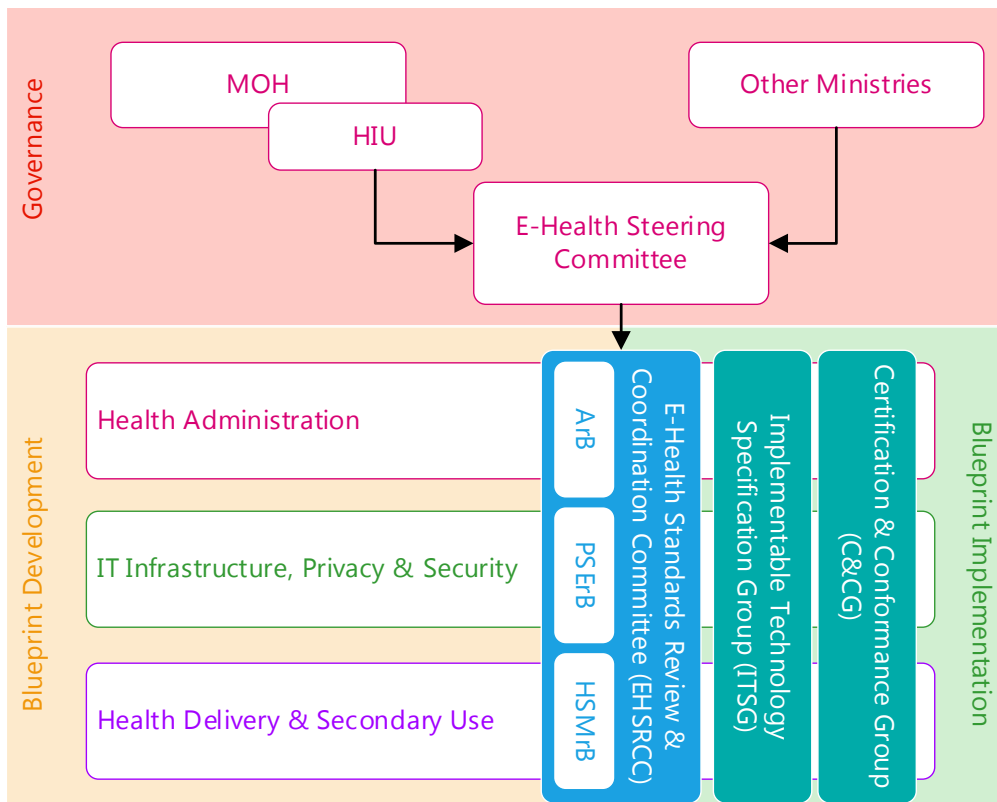 Governance
MOH
HIU
Other Ministries
E-Health Steering
Committee
Blueprint Development
Health Administration
IT Infrastructure, Privacy & Security
Health Delivery & Secondary Use
ArB
PSErB
HSMrB
E-Health Standards Review &
Coordination Committee (EHSRCC)
Implementable Technology
Specification Group (ITSG)
Certification & Conformance Group
(C&CG)
Blueprint Implementation